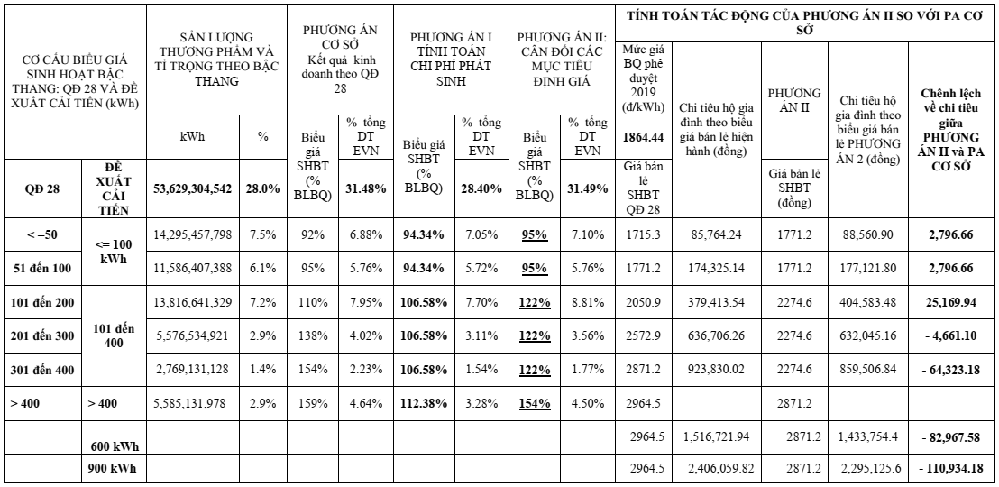 CƠ CẤU BIỂU GIÁ
SINH HOẠT BẬC
THANG: QĐ 28 VÀ ĐỀ
XUẤT CẢI TIẾN (kWh)
SẢN LƯỢNG
THƯƠNG PHẨM VÀ
TỈ TRỌNG THEO BẬC
THANG
PHƯƠNG ÁN
CƠ SỞ
Kết quả kinh
doanh theo QĐ
28
PHƯƠNG ÁN I
TÍNH TOÁN
CHI PHÍ PHÁT
SINH
PHƯƠNG ÁN II:
CÂN ĐỐI CÁC
MỤC TIÊU
ĐỊNH GIÁ
TÍNH TOÁN TÁC ĐỘNG CỦA PHƯƠNG ÁN II SO VỚI PA CƠ
SỞ
Mức giá
BQ phê
duyệt
2019
(đ/kWh)
Chi tiêu hộ gia
đình theo biểu
giá bán lẻ hiện
hành (đồng)
PHƯƠNG
ÁN II
Chi tiêu hộ
gia đình theo
biểu giá bán
lẻ PHƯƠNG
ÁN 2 (đồng)
Chênh lệch
về chi tiêu
giữa
PHƯƠNG
ÁN II và PA
CƠ SỞ
kWh
%
Biểu
giá
SHBT
(%
BLBQ)
% tổng
DT
EVN
Biểu giá
SHBT (%
BLBQ)
% tổng
DT
EVN
Biểu
giá
SHBT
(%
BLBQ)
% tổng
DT
EVN
1864.44
QĐ 28
ĐỀ
XUẤT
CẢI
TIẾN
53,629,304,542 28.0% 31.48% 28.40% 31.49%
Giá bán
lẻ
SHBT
QĐ 28
Giá bán lẻ
SHBT
(đồng)
< =50
<= 100
kWh
14,295,457,798 7.5% 92% 6.88% 94.34% 7.05% 95% 7.10% 1715.3 85,764.24 1771.2 88,560.90 2,796.66
51 đến 100 11,586,407,388 6.1% 95% 5.76% 94.34% 5.72% 95% 5.76% 1771.2 174,325.14 1771.2 177,121.80 2,796.66
101 đến 200 13,816,641,329 7.2% 110% 7.95% 106.58% 7.70% 122% 8.81% 2050.9 379,413.54 2274.6 404,583.48 25,169.94
101 đến
400
201 đến 300 5,576,534,921 2.9% 138% 4.02% 106.58% 3.11% 122% 3.56% 2572.9 636,706.26 2274.6 632,045.16 - 4,661.10
301 đến 400 2,769,131,128 1.4% 154% 2.23% 106.58% 1.54% 122% 1.77% 2871.2 923,830.02 2274.6 859,506.84 - 64,323.18
> 400 > 400 5,585,131,978 2.9% 159% 4.64% 112.38% 3.28% 154% 4.50% 2964.5 2871.2
600 kWh 2964.5 1,516,721.94 2871.2 1,433,754.4 - 82,967.58
900 kWh 2964.5 2,406,059.82 2871.2 2,295,125.6 - 110,934.18